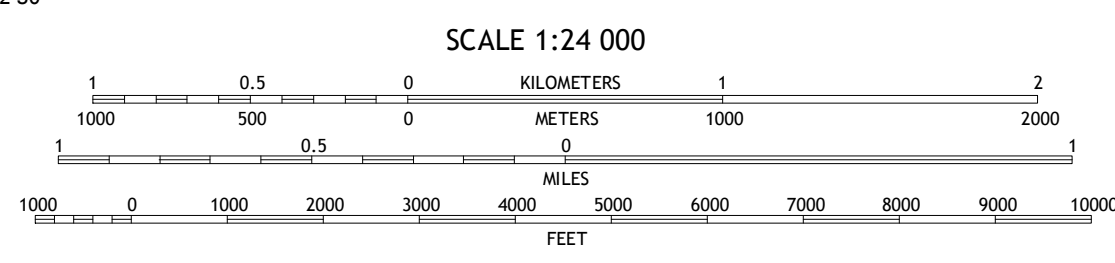 SCALE 1:24 000
1 0.5 0 KILOMETERS 1 2
1000 500 0 METERS 1000 2000
1 0.5 0 1
MILES
1000 0 1000 2000 3000 4000 5000 6000 7000 8000 9000 10000
FEET